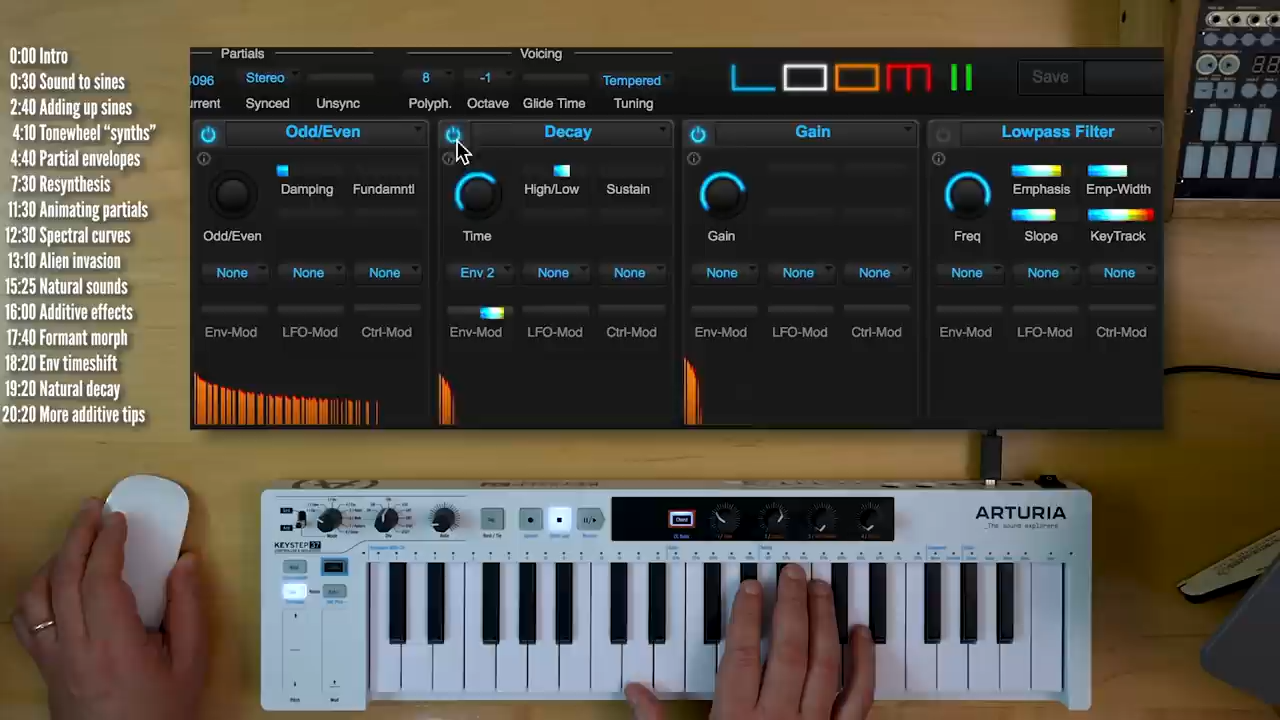 0:00 Intro
0:30 Sound to sines
2:40 Adding up sines
4:10 Tonewheel “synths”
4:40 Partial envelopes
7:30 Resynthesis
11:30 Animating partials
12:30 Spectral curves
13:10 Alien invasion
15:25 Natural sounds
16:00 Additive effects
17:40 Formant morph
18:20 Env timeshift
19:20 Natural decay
20:20 More additive tips
Partials
Voicing
Stereo
8
-1
Tempered
Synced
Unsync
Polyph.
Octave
Glide Time
Tuning
LOOM II
Save
Odd/Even
Decay
Gain
Lowpass Filter
Damping
Fundamntl
High/Low
Sustain
Emphasis
Emp-Width
Odd/Even
Time
Gain
Freq
Slope
KeyTrack
None
None
None
Env 2
None
None
None
None
None
None
None
None
Env-Mod
LFO-Mod
Ctrl-Mod
Env-Mod
LFO-Mod
Ctrl-Mod
Env-Mod
LFO-Mod
Ctrl-Mod
Env-Mod
LFO-Mod
Ctrl-Mod
ARTURIA
The sound explorers
KEYSTEP 37
Chord